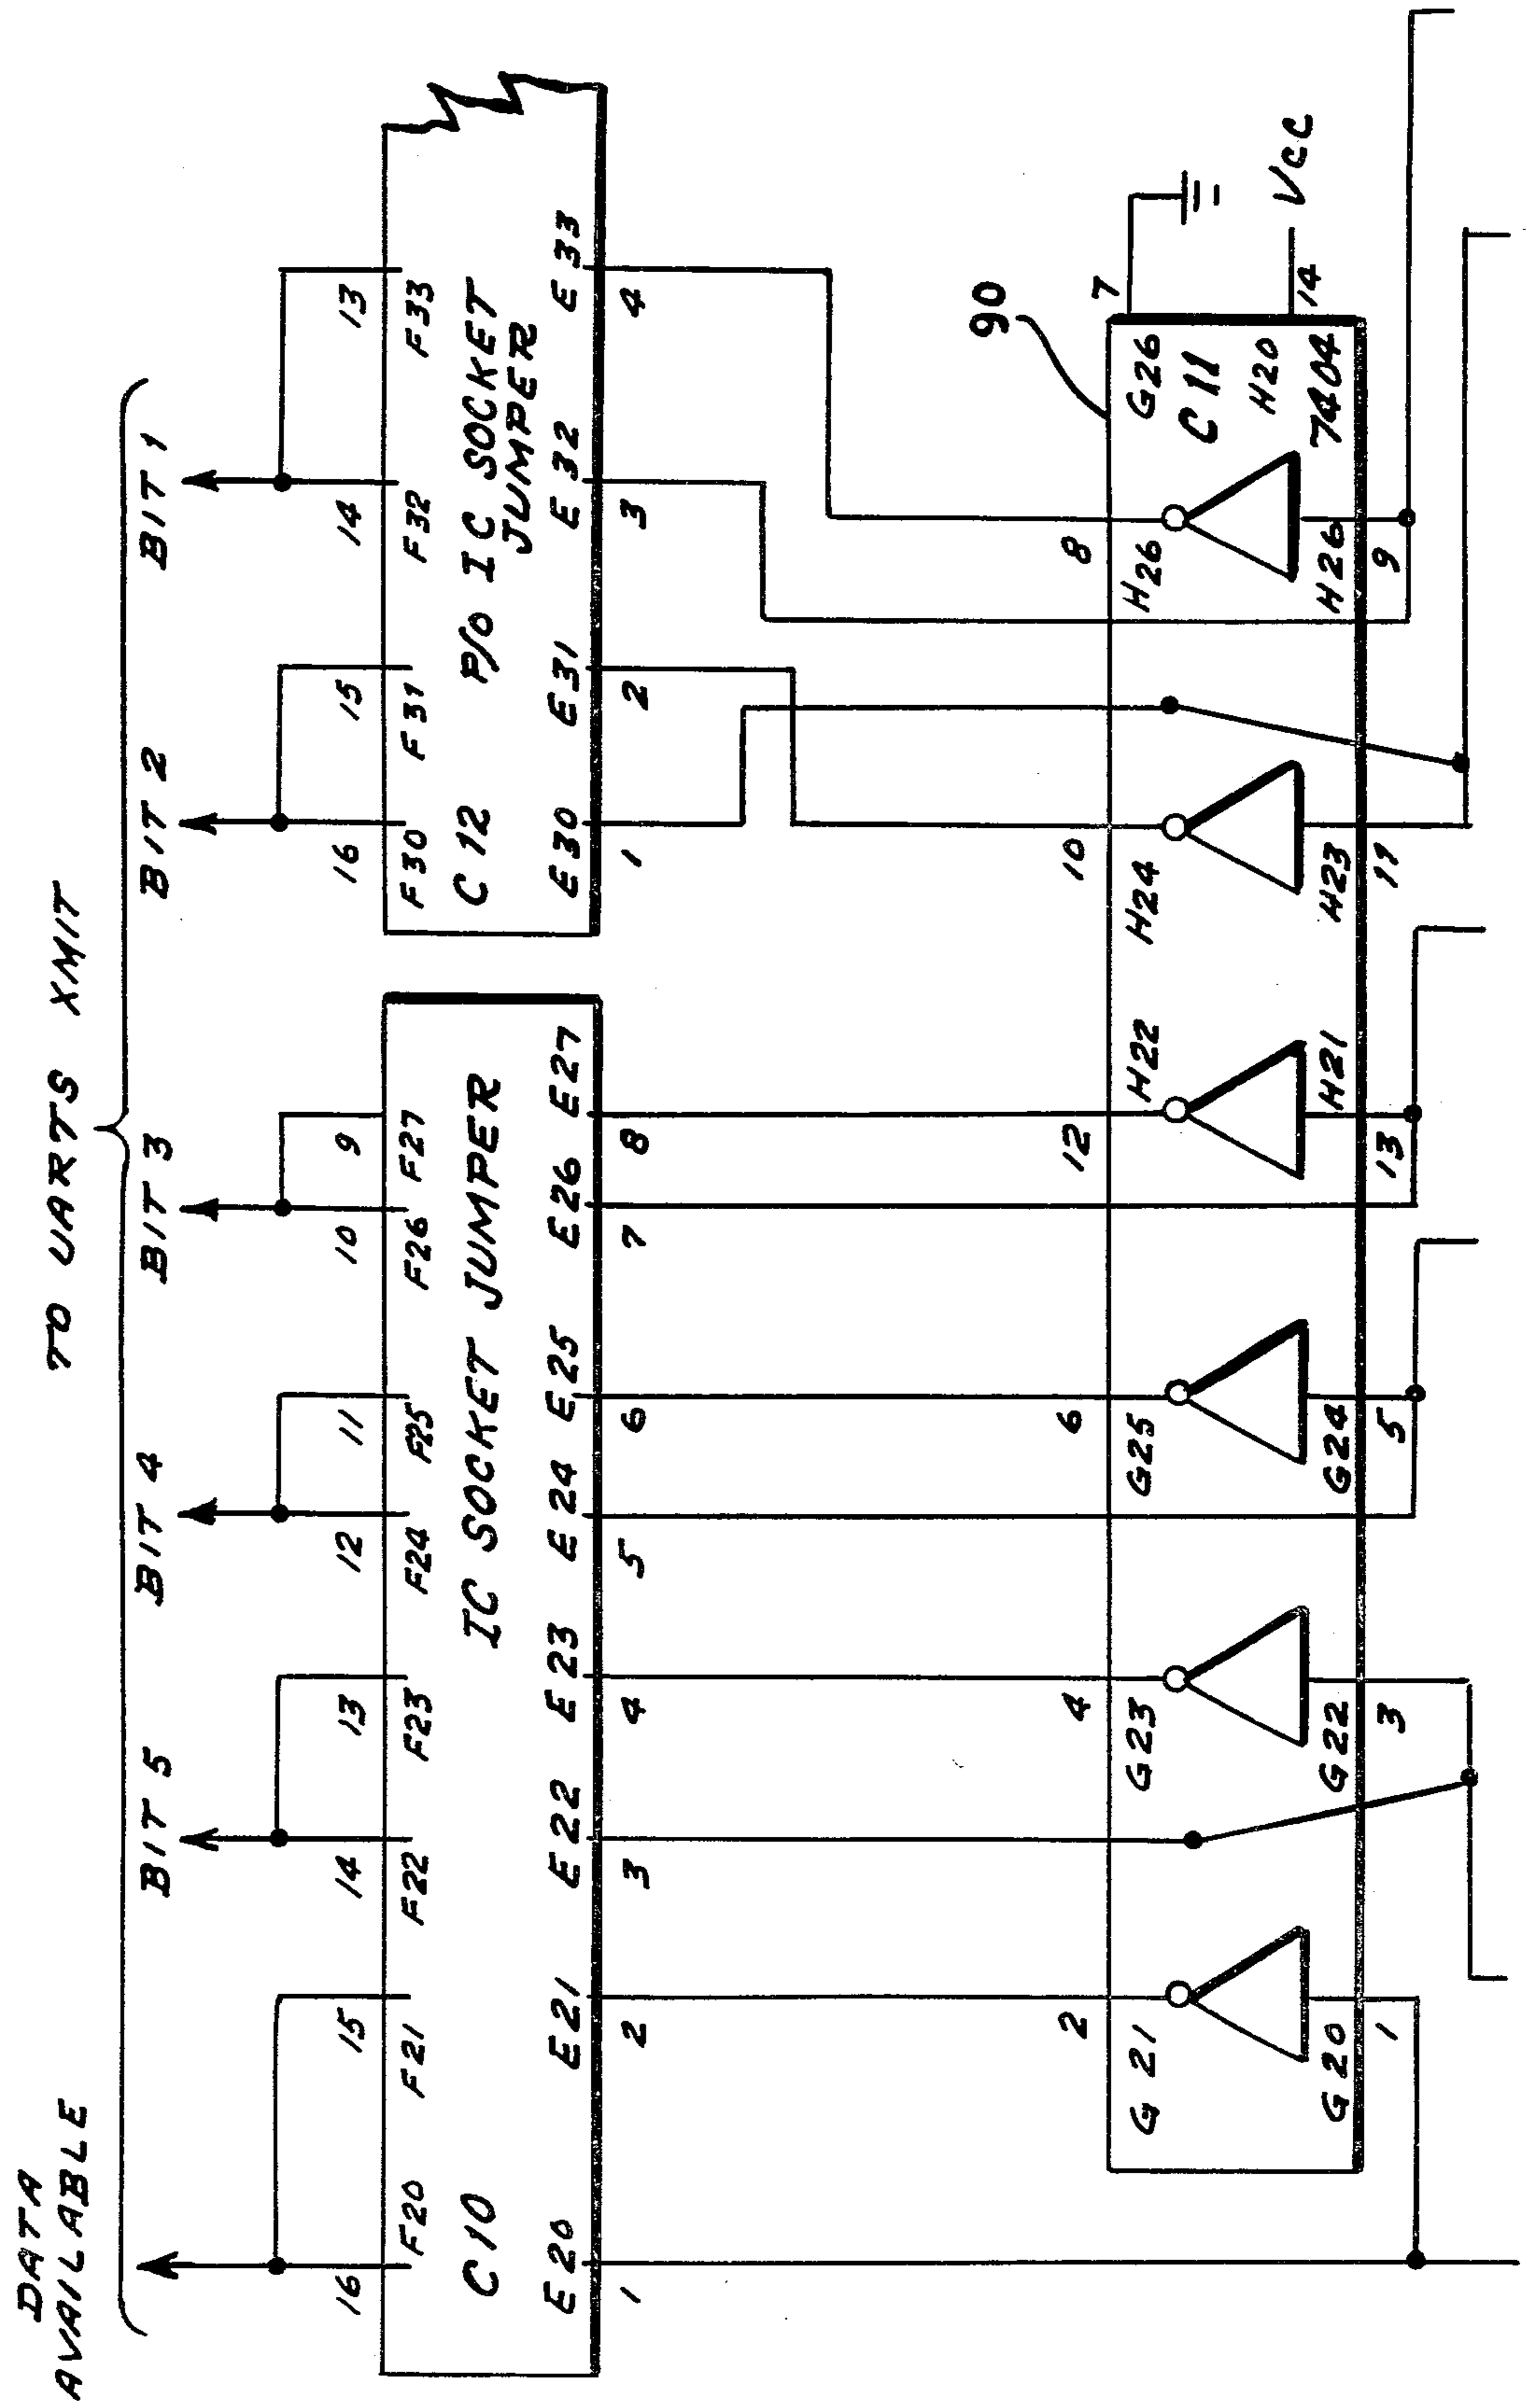 TO UARTS XMIT
DATA
AVAILABLE
BIT 5
BIT 4
BIT 3
BIT 2
BIT 1
16
15
14
13
12
11
10
9
16
15
14
13
F20
F21
F22
F23
F24
F25
F26
F27
F30
F31
F32
F33
C10
IC SOCKET JUMPER
C12
P/O IC SOCKET
JUMPER
E20
E21
E22
E23
E24
E25
E26
E27
E30
E31
E32
E33
1
2
3
4
5
6
7
8
1
2
3
4
90
2
4
6
12
10
8
7
G21
G23
G25
H22
H24
H26
G26
C11
H20
7404
14
VCC
G20
G22
G24
H21
H23
H26
1
3
5
13
11
9